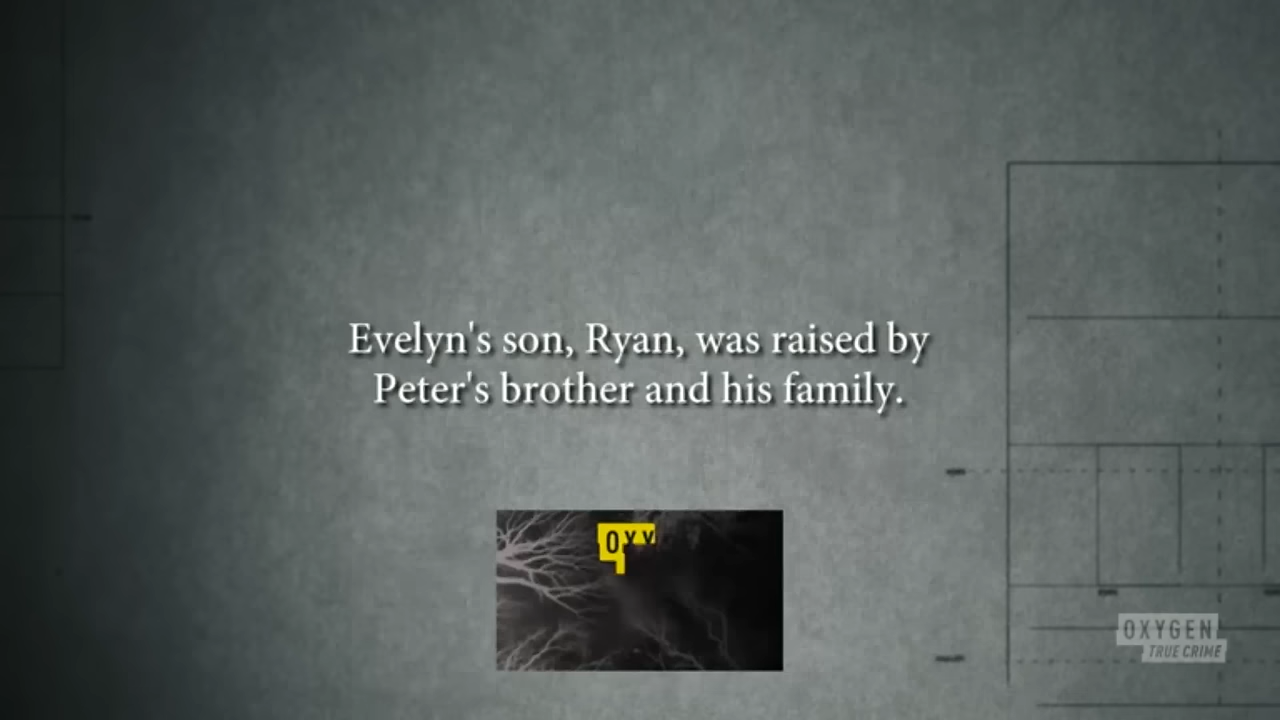 Evelyn's son, Ryan, was raised by
Peter's brother and his family.
OXYGEN
TRUE CRIME